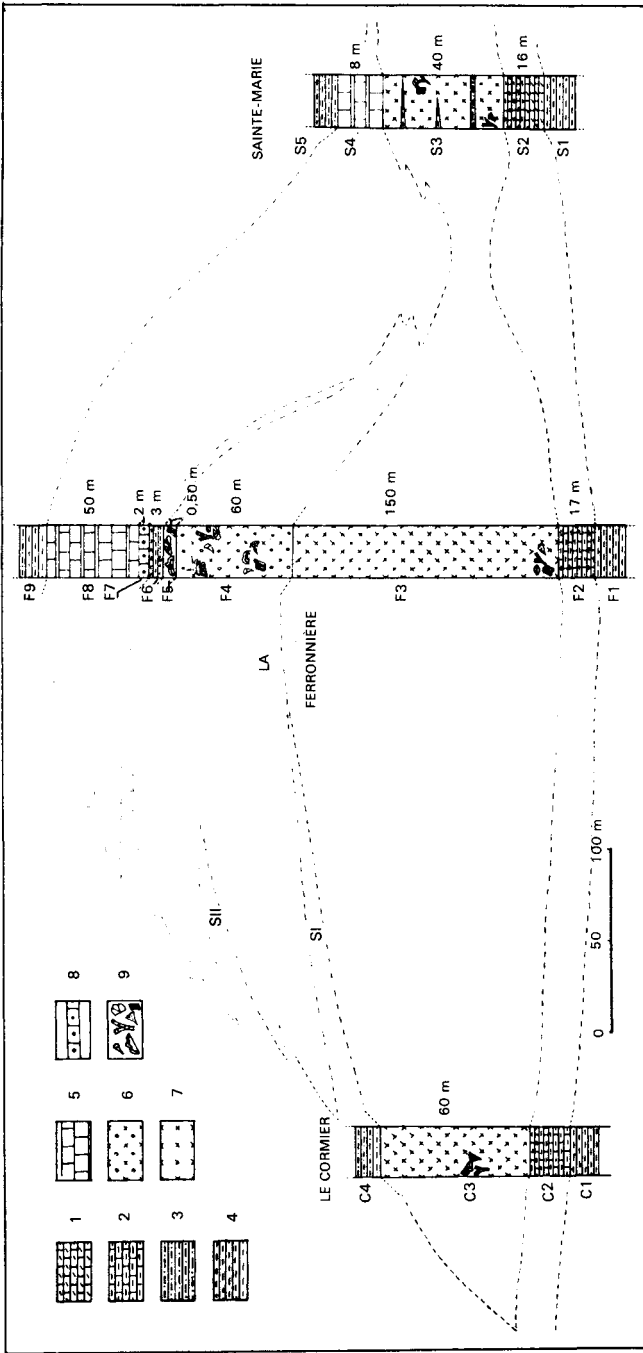 SAINTE-MARIE
S5
S4
8 m
S3
40 m
S2
16 m
S1
F9
F8
50 m
F7
F6
2 m
3 m
F5
0,50 m
F4
60 m
LA
FERRONNIÈRE
F3
150 m
F2
17 m
F1
SII
SI
LE CORMIER
C4
C3
60 m
C2
C1
1
2
3
4
5
6
7
8
9
0
50
100 m